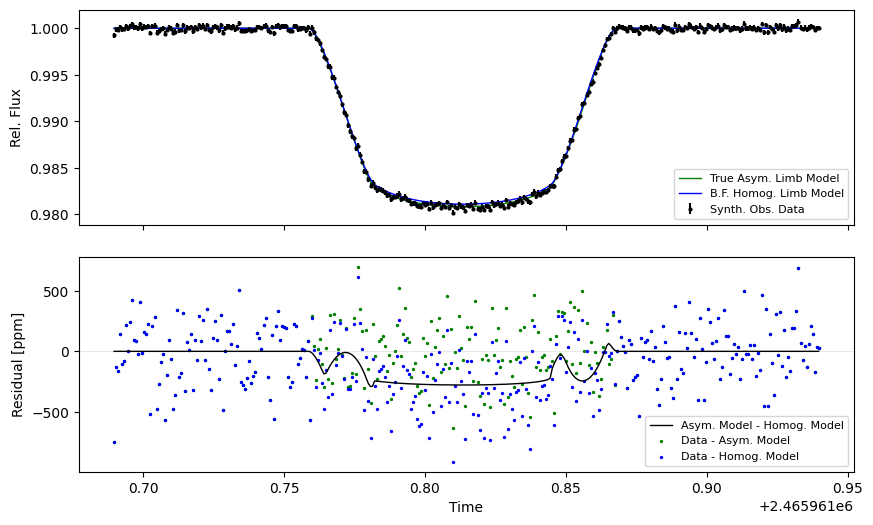 1.000
0.995
0.990
0.985
0.980
Rel. Flux
True Asym. Limb Model
B.F. Homog. Limb Model
Synth. Obs. Data
500
0
−500
Residual [ppm]
Asym. Model - Homog. Model
Data - Asym. Model
Data - Homog. Model
0.70 0.75 0.80 0.85 0.90 0.95
Time
+2.465961e6